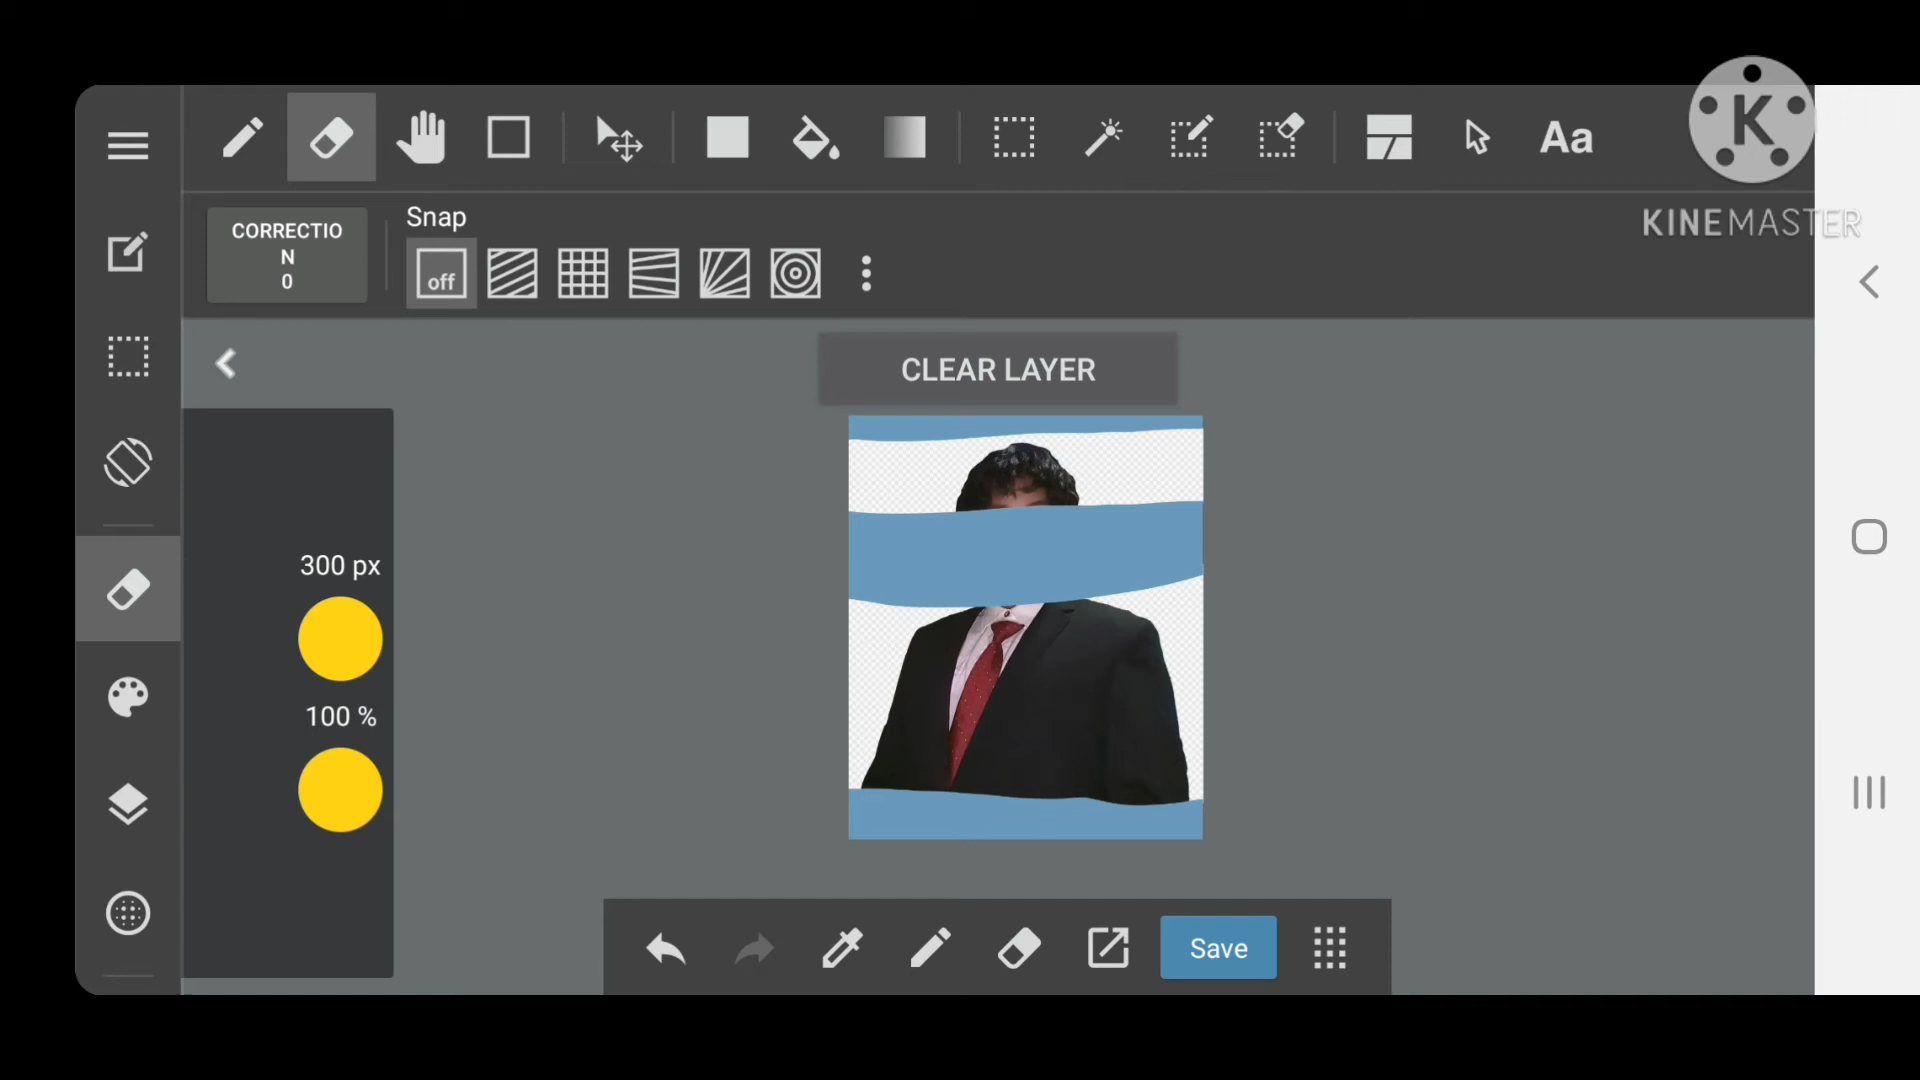 KINEMASTER
Aa
CORRECTIO
N
0
Snap
off
CLEAR LAYER
300 px
100 %
Save